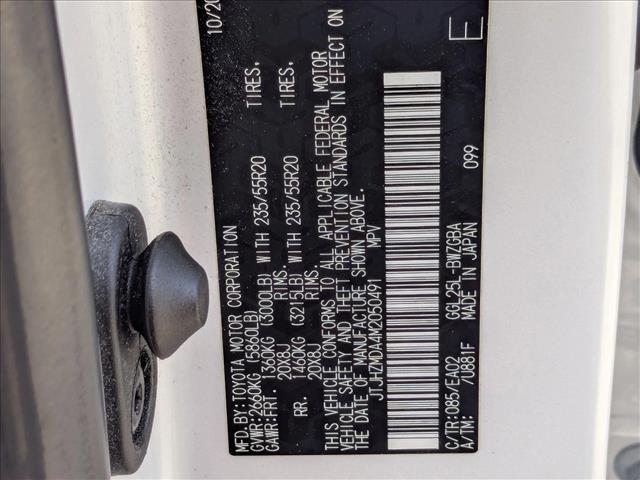 MFD.BY:TOYOTA MOTOR CORPORATION 10/20
GVWR:2660KG (5860LB)
GAWR:FRT. 1360KG (3000LB) WITH 235/55R20 TIRES.
20X8J RIMS.
RR. 1460KG (3215LB) WITH 235/55R20 TIRES.
20X8J RIMS.
THIS VEHICLE CONFORMS TO ALL APPLICABLE FEDERAL MOTOR
VEHICLE SAFETY AND THEFT PREVENTION STANDARDS IN EFFECT ON
THE DATE OF MANUFACTURE SHOWN ABOVE.
JTJHZMDA4M2050491 MPV
C/TR:085/EA02 GGL25L-BWZGBA 099
A/TM: /U881F MADE IN JAPAN
E